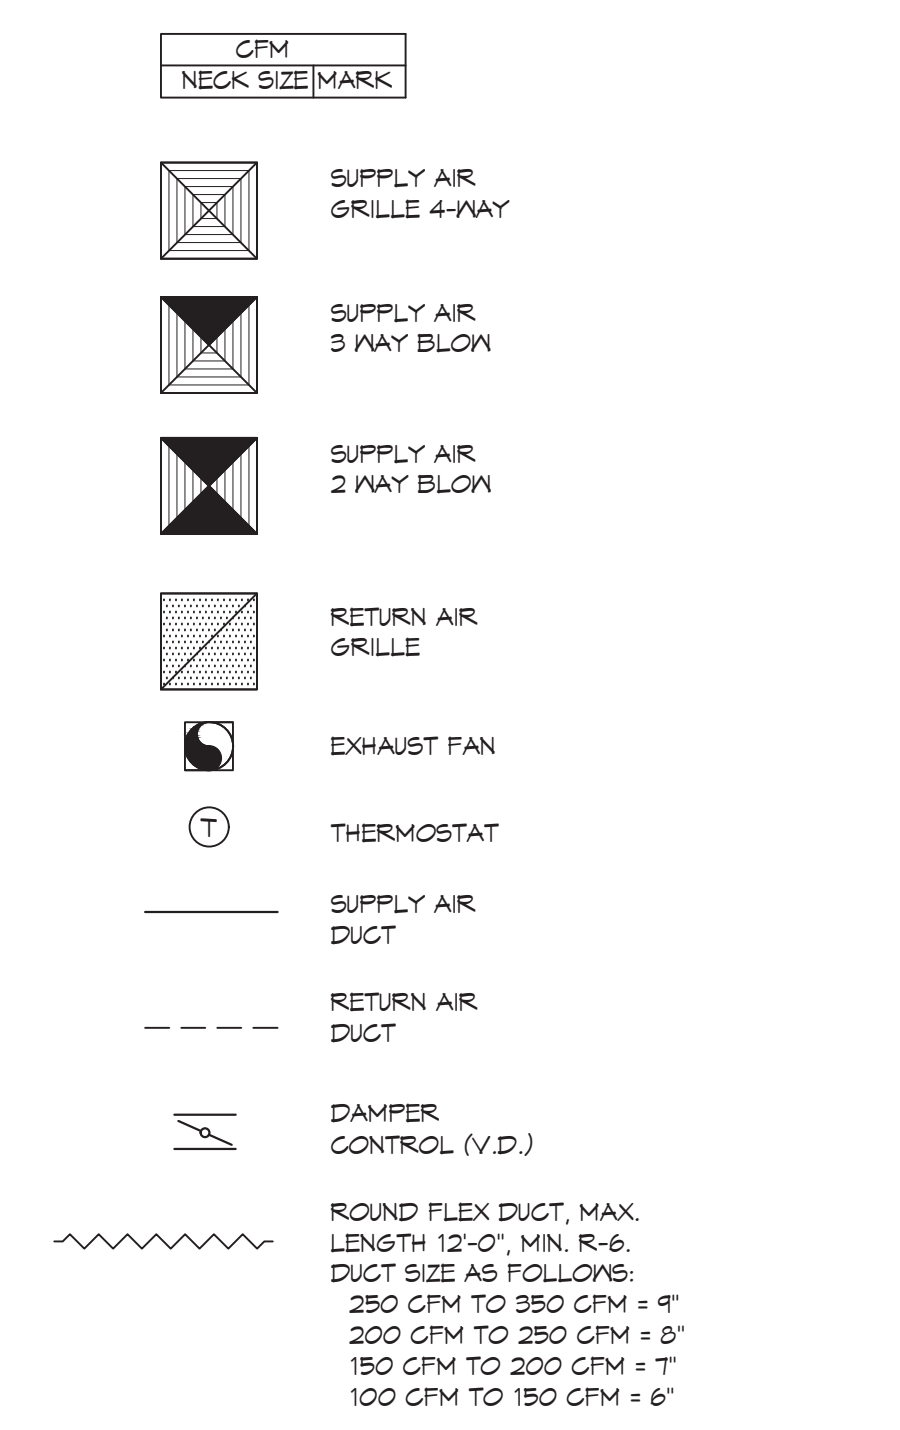 CFM
NECK SIZE MARK
SUPPLY AIR
GRILLE 4-WAY
SUPPLY AIR
3 WAY BLOW
SUPPLY AIR
2 WAY BLOW
RETURN AIR
GRILLE
EXHAUST FAN
T
THERMOSTAT
SUPPLY AIR
DUCT
RETURN AIR
DUCT
DAMPER
CONTROL (V.D.)
ROUND FLEX DUCT, MAX.
LENGTH 12'-0", MIN. R-6.
DUCT SIZE AS FOLLOWS:
250 CFM TO 350 CFM = 9"
200 CFM TO 250 CFM = 8"
150 CFM TO 200 CFM = 7"
100 CFM TO 150 CFM = 6"